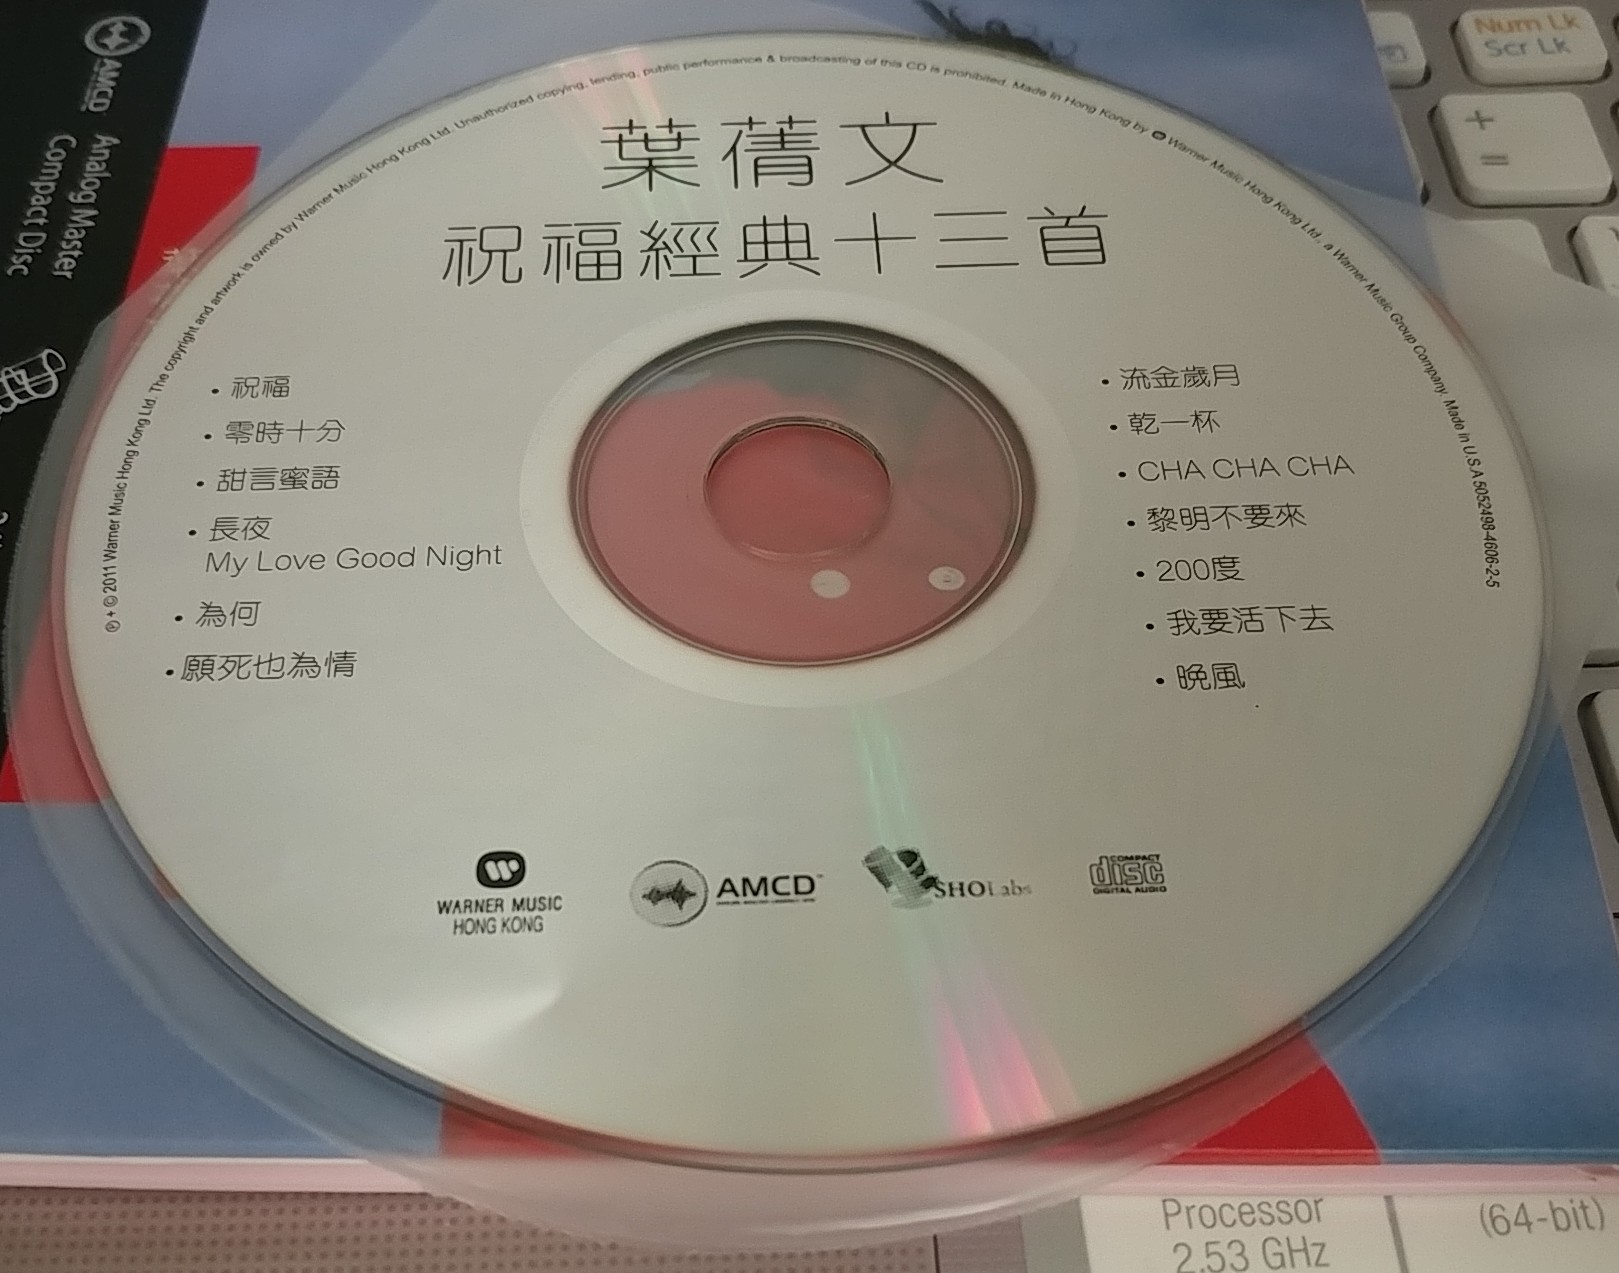 葉蒨文
祝福經典十三首
• 祝福
• 零時十分
• 甜言蜜語
• 長夜
My Love Good Night
• 為何
• 願死也為情
• 流金歲月
• 乾一杯
• CHA CHA CHA
• 黎明不要來
• 200度
• 我要活下去
• 晚風
WARNER MUSIC
HONG KONG
AMCD™
SHOLabs
COMPACT
disc
DIGITAL AUDIO
℗ + © 2011 Warner Music Hong Kong Ltd. The copyright and artwork is owned by Warner Music Hong Kong Ltd. Unauthorized copying, lending, public performance & broadcasting of this CD is prohibited. Made in Hong Kong by Warner Music Hong Kong Ltd., a Warner Music Group Company. Made in U.S.A 5052498-4606-2-5
AMCD
Analog Master
Compact Disc
Num Lk
Scr Lk
+
=
Processor
2.53 GHz
(64-bit)